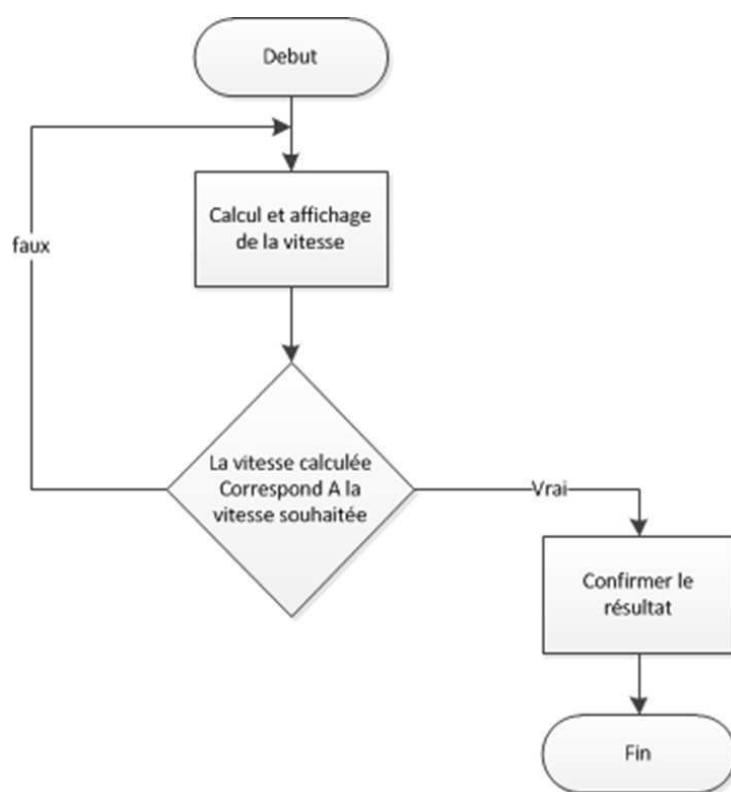 Debut
Calcul et affichage
de la vitesse
faux
La vitesse calculée
Correspond A la
vitesse souhaitée
Vrai
Confirmer le
résultat
Fin